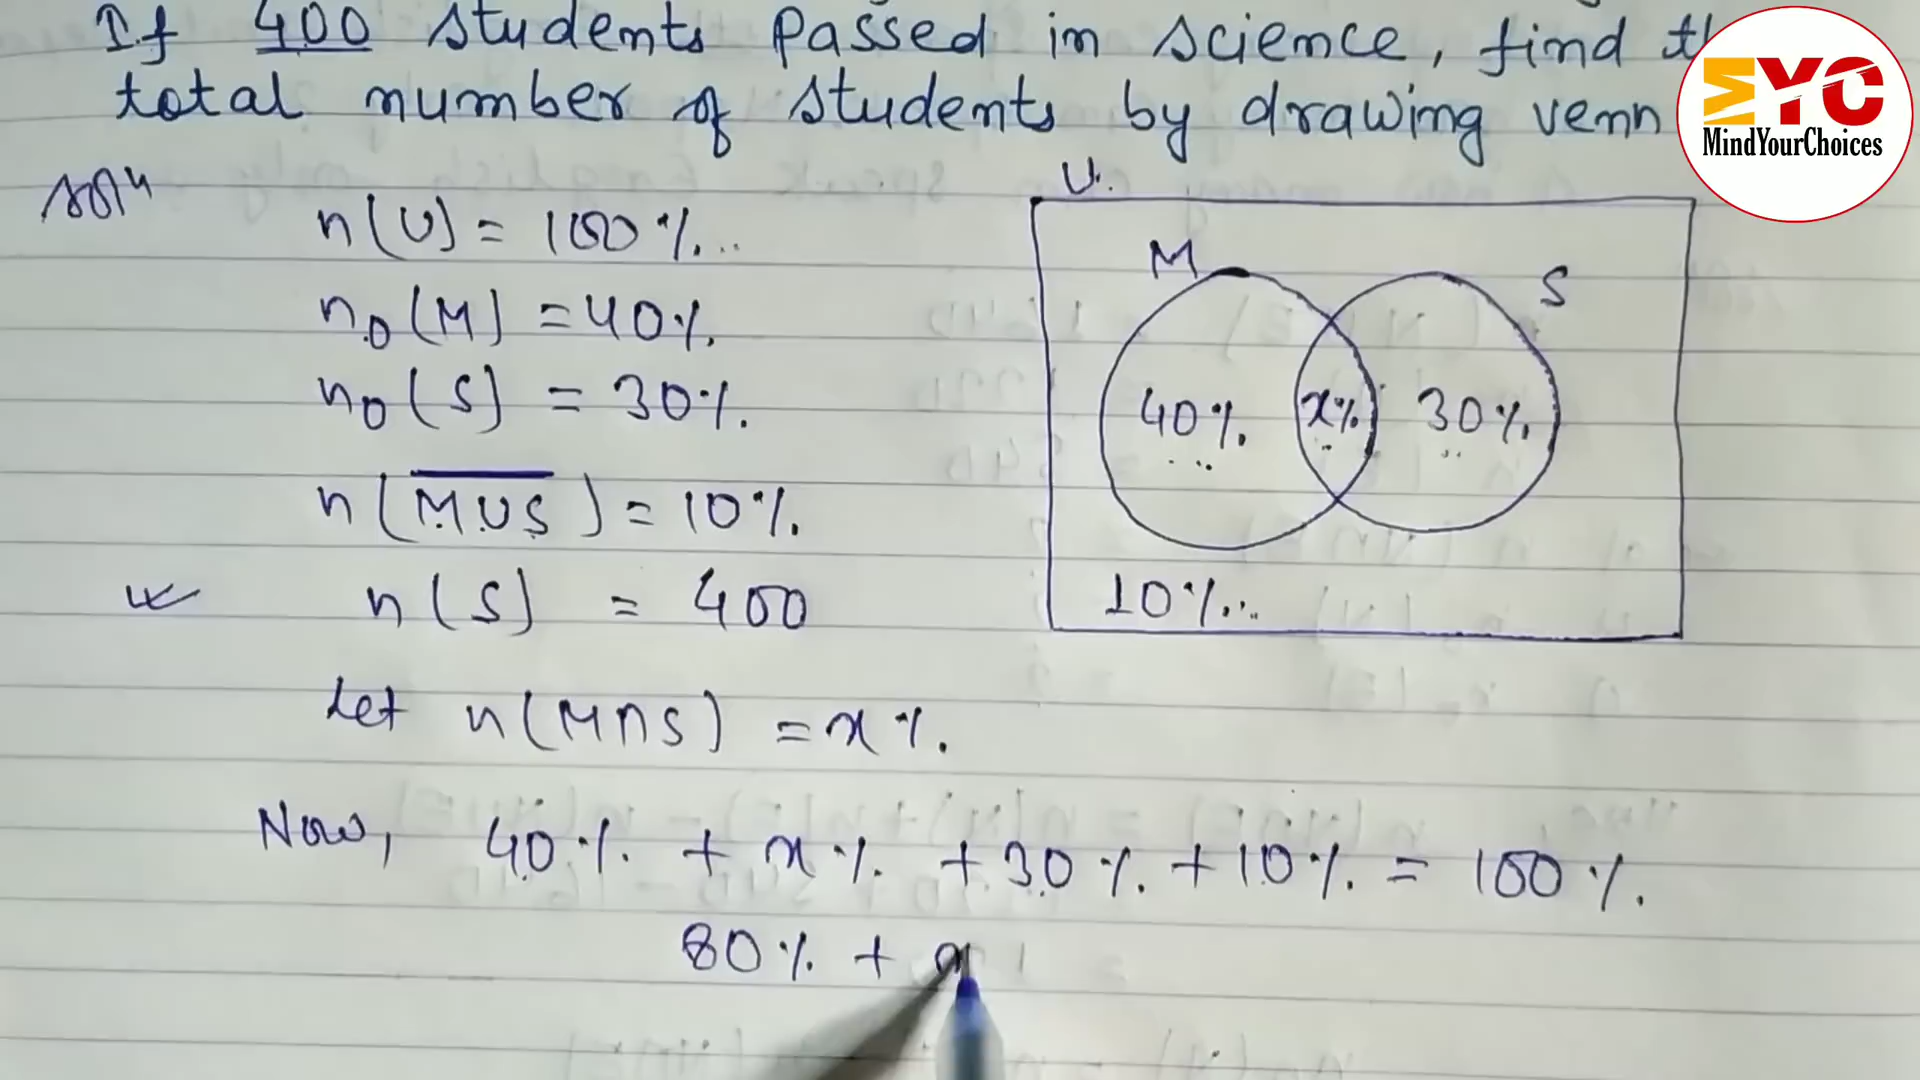 If 400 students passed in science, find
total number of students by drawing venn
MYC
MindYourChoices
Soln
n(U) = 100%
n₀(M) = 40%.
n₀(S) = 30%.
n(M̅U̅S̅) = 10%.
n(S) = 400
Let n(M∩S) = x%.
Now, 40%. + x%. + 30%. + 10%. = 100%.
80%. + x
U
M
S
40%.
x%.
30%.
10%.